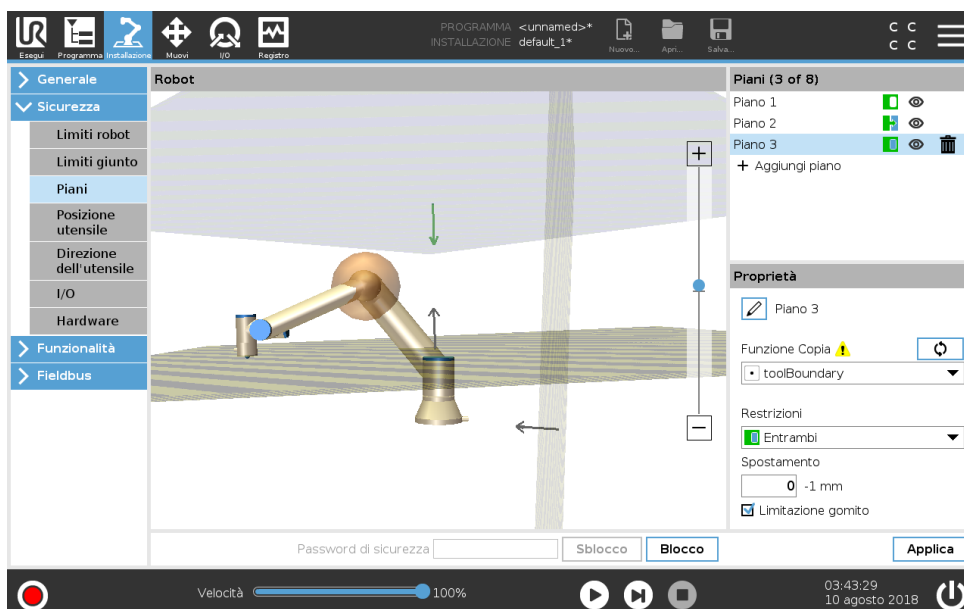 PROGRAMMA <unnamed>*
INSTALLAZIONE default_1*
Esegui Programma Installazione Muovi I/O Registro
Nuovo... Apri... Salva...
C C
C C
Generale
Sicurezza
Limiti robot
Limiti giunto
Piani
Posizione
utensile
Direzione
dell'utensile
I/O
Hardware
Funzionalità
Fieldbus
Robot
Piani (3 of 8)
Piano 1
Piano 2
Piano 3
+ Aggiungi piano
Proprietà
Piano 3
Funzione Copia
toolBoundary
Restrizioni
Entrambi
Spostamento
0 -1 mm
Limitazione gomito
Password di sicurezza Sblocco Blocco Applica
Velocità 100%
03:43:29
10 agosto 2018